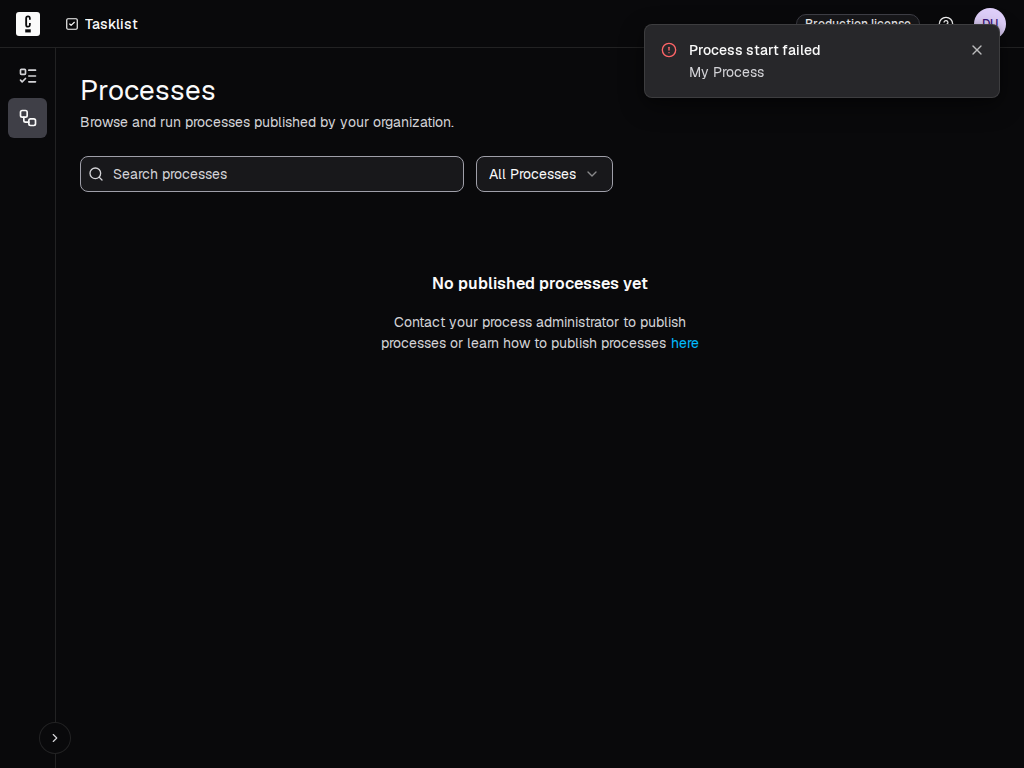 Tasklist
Production license
DU
Process start failed
My Process
Processes
Browse and run processes published by your organization.
Search processes
All Processes
No published processes yet
Contact your process administrator to publish
processes or learn how to publish processes here